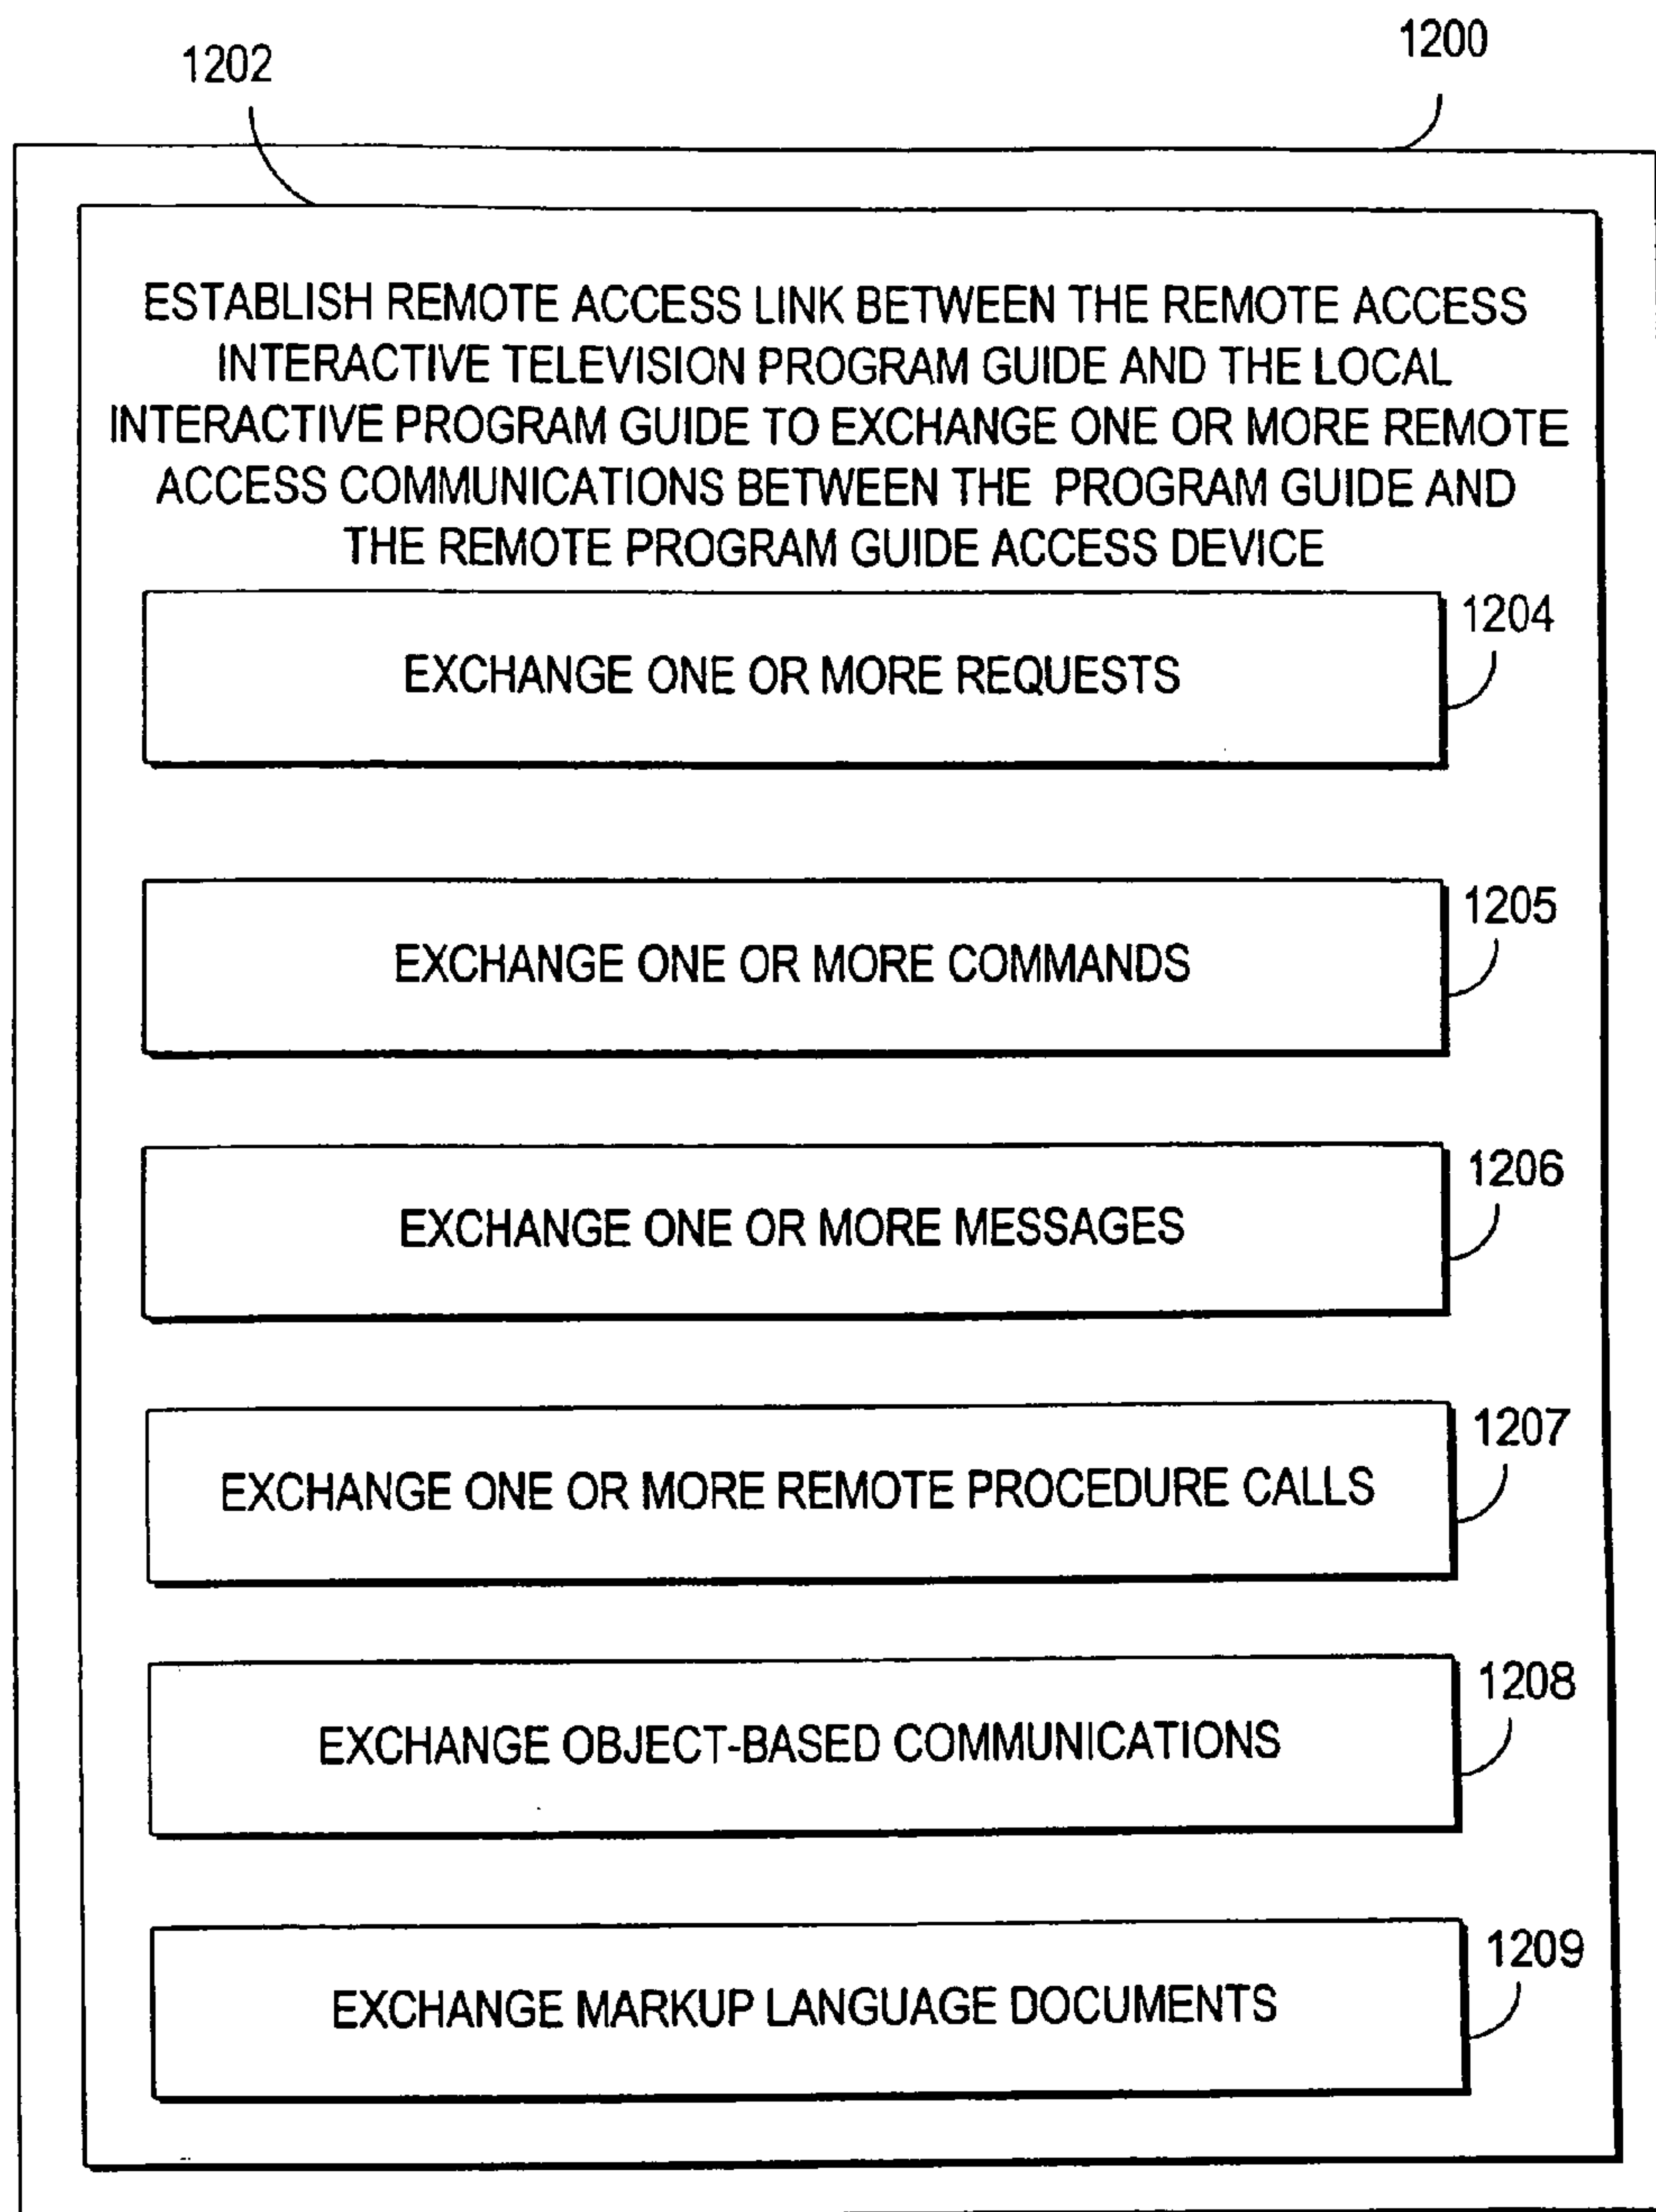 1202
1200
ESTABLISH REMOTE ACCESS LINK BETWEEN THE REMOTE ACCESS
INTERACTIVE TELEVISION PROGRAM GUIDE AND THE LOCAL
INTERACTIVE PROGRAM GUIDE TO EXCHANGE ONE OR MORE REMOTE
ACCESS COMMUNICATIONS BETWEEN THE PROGRAM GUIDE AND
THE REMOTE PROGRAM GUIDE ACCESS DEVICE
1204
EXCHANGE ONE OR MORE REQUESTS
1205
EXCHANGE ONE OR MORE COMMANDS
1206
EXCHANGE ONE OR MORE MESSAGES
1207
EXCHANGE ONE OR MORE REMOTE PROCEDURE CALLS
1208
EXCHANGE OBJECT-BASED COMMUNICATIONS
1209
EXCHANGE MARKUP LANGUAGE DOCUMENTS